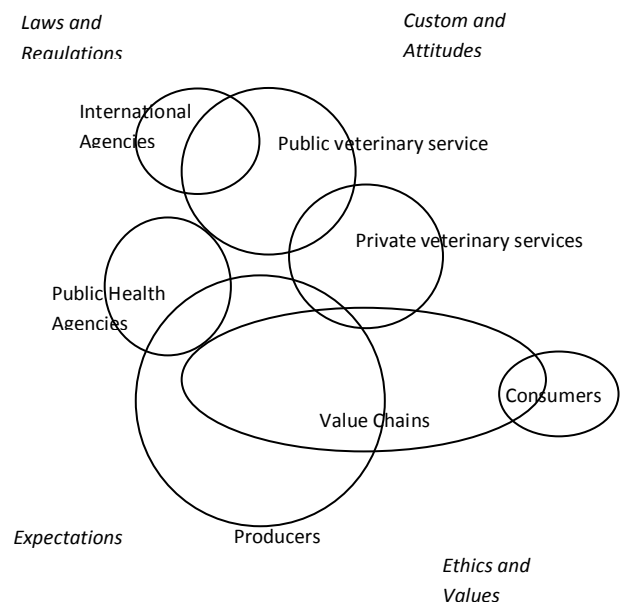 Laws and
Regulations
Custom and
Attitudes
International
Agencies
Public veterinary service
Private veterinary services
Public Health
Agencies
Consumers
Value Chains
Expectations
Producers
Ethics and
Values